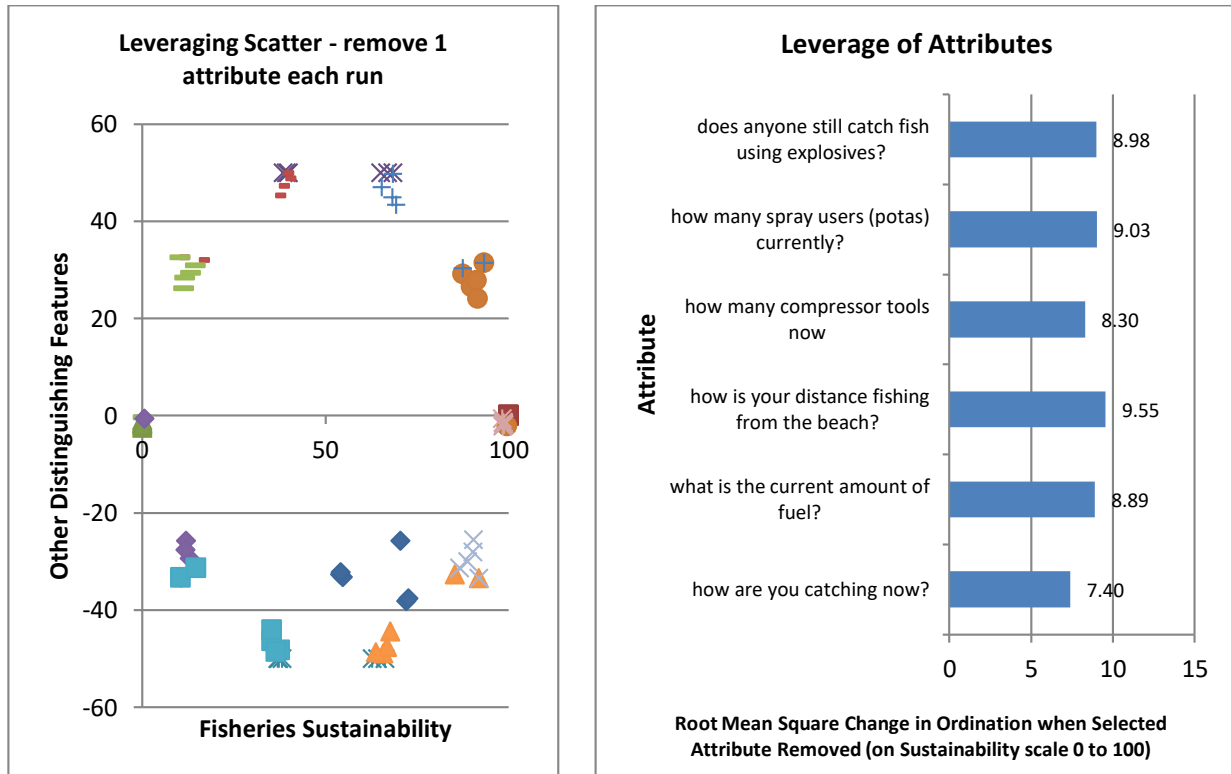 Leveraging Scatter - remove 1
attribute each run
60
40
20
0
-20
-40
-60
0
50
100
Other Distinguishing Features
Fisheries Sustainability
Leverage of Attributes
does anyone still catch fish
using explosives?
8.98
how many spray users (potas)
currently?
9.03
how many compressor tools
now
8.30
how is your distance fishing
from the beach?
9.55
what is the current amount of
fuel?
8.89
how are you catching now?
7.40
Attribute
0
5
10
15
Root Mean Square Change in Ordination when Selected
Attribute Removed (on Sustainability scale 0 to 100)